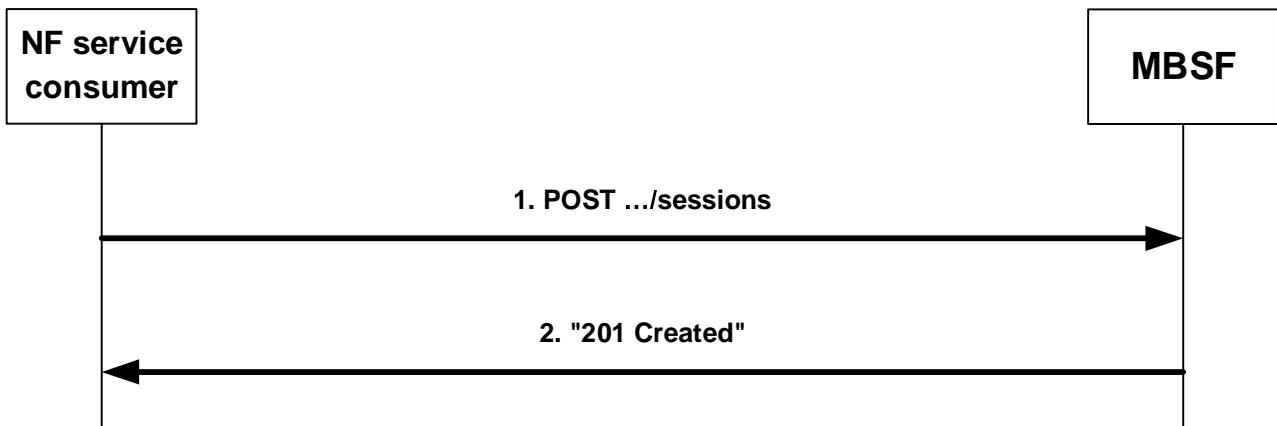 NF service
consumer
MBSF
1. POST …/sessions
2. "201 Created"